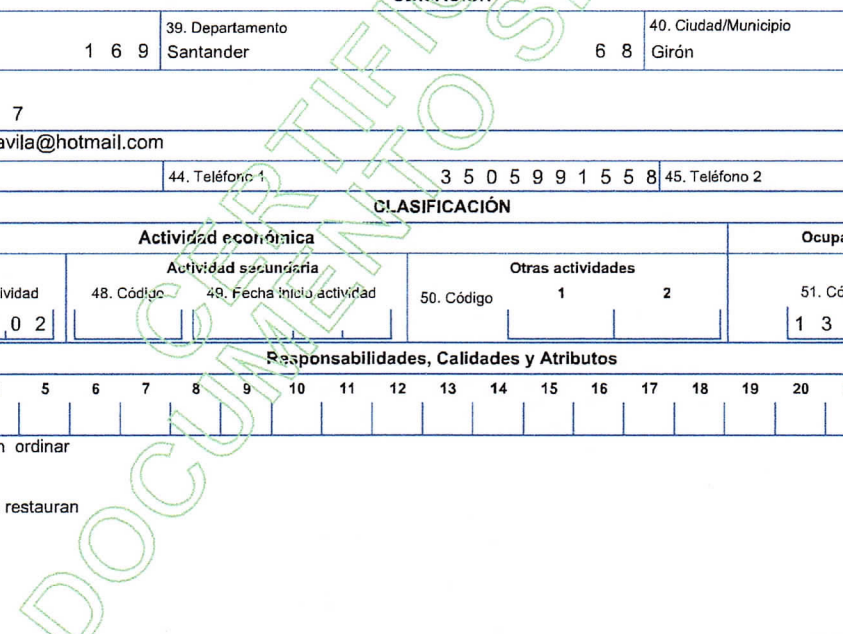 39. Departamento 40. Ciudad/Municipio
1 6 9 Santander 6 8 Girón
7
avila@hotmail.com
44. Teléfono 1 3 5 0 5 9 9 1 5 5 8 45. Teléfono 2
CLASIFICACIÓN
Actividad económica Ocupa
Actividad secundaria Otras actividades
ividad 48. Código 49. Fecha inicio actividad 50. Código 1 2 51. Có
0 2 1 3
Responsabilidades, Calidades y Atributos
5 6 7 8 9 10 11 12 13 14 15 16 17 18 19 20
n ordinar
restauran
CERTIFIC
DOCUMENTO S